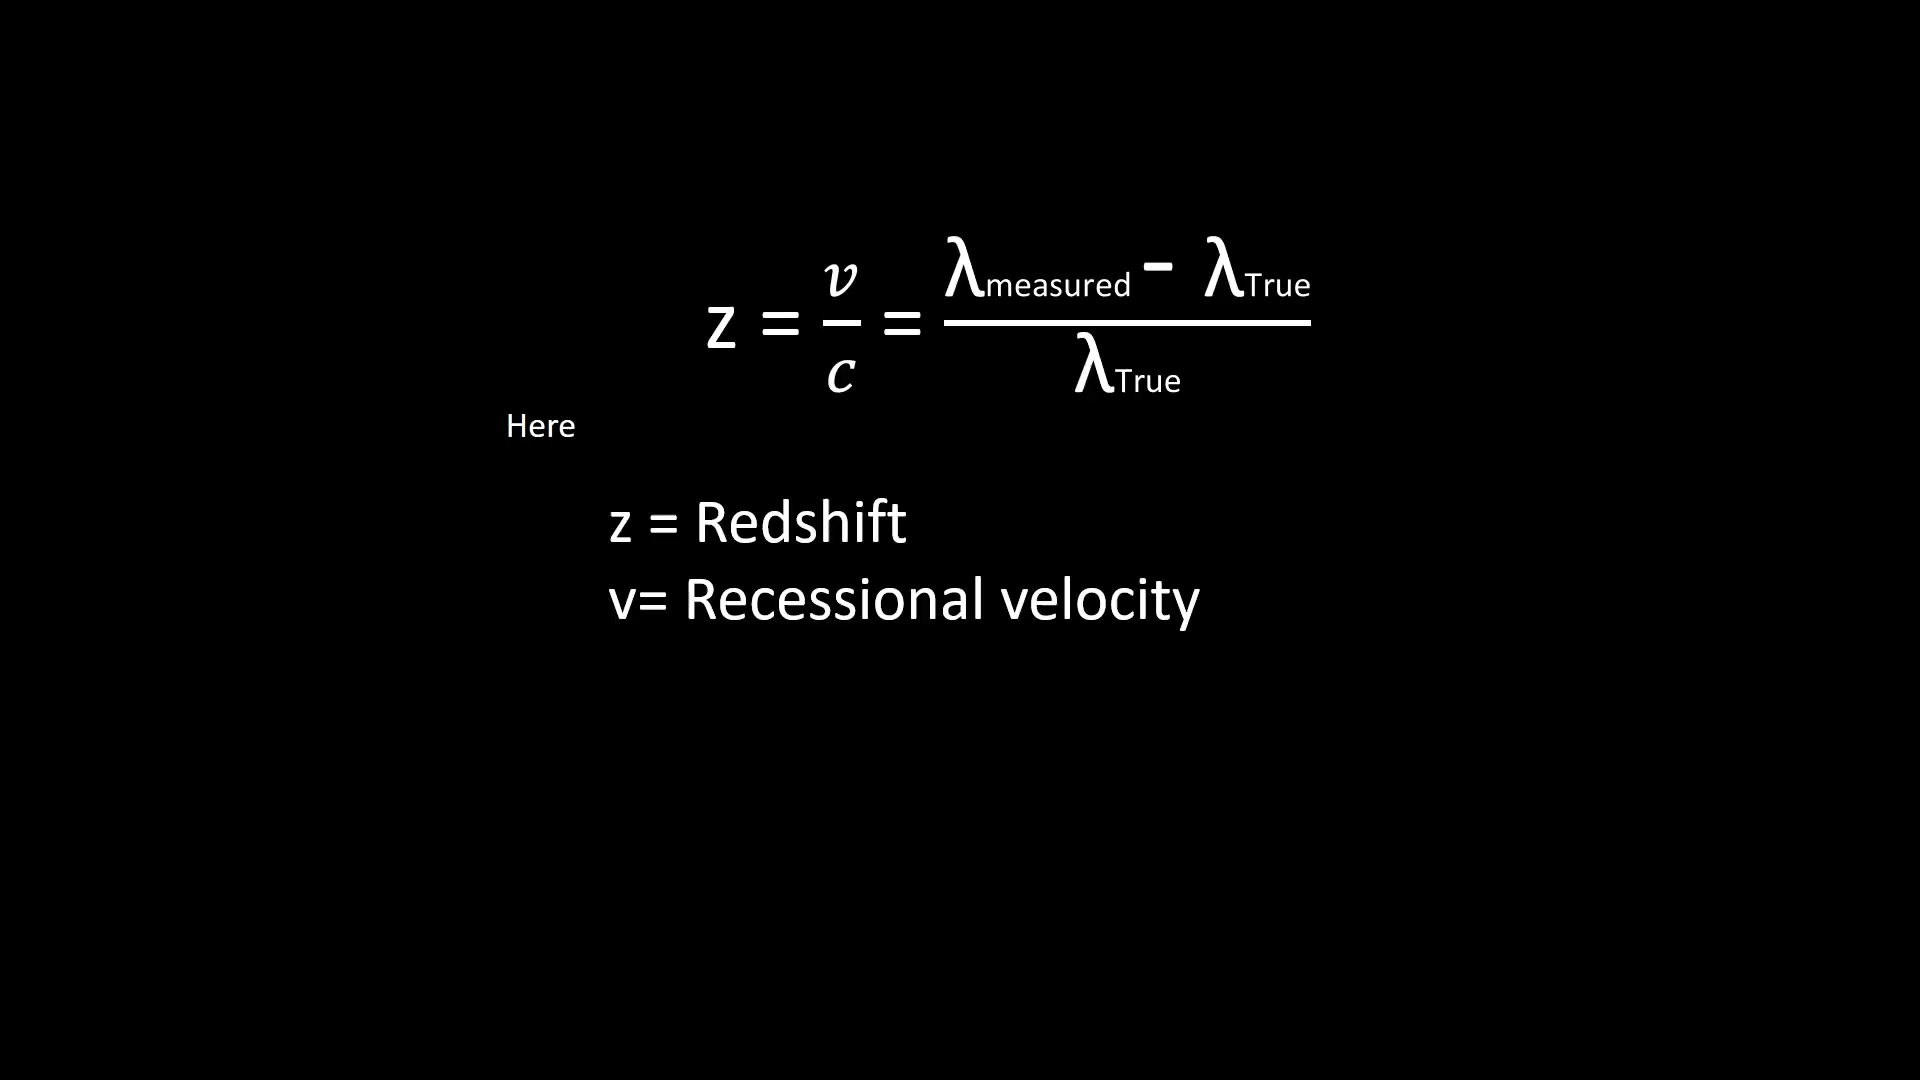 z = v/c = λmeasured - λTrue / λTrue
Here
z = Redshift
v= Recessional velocity